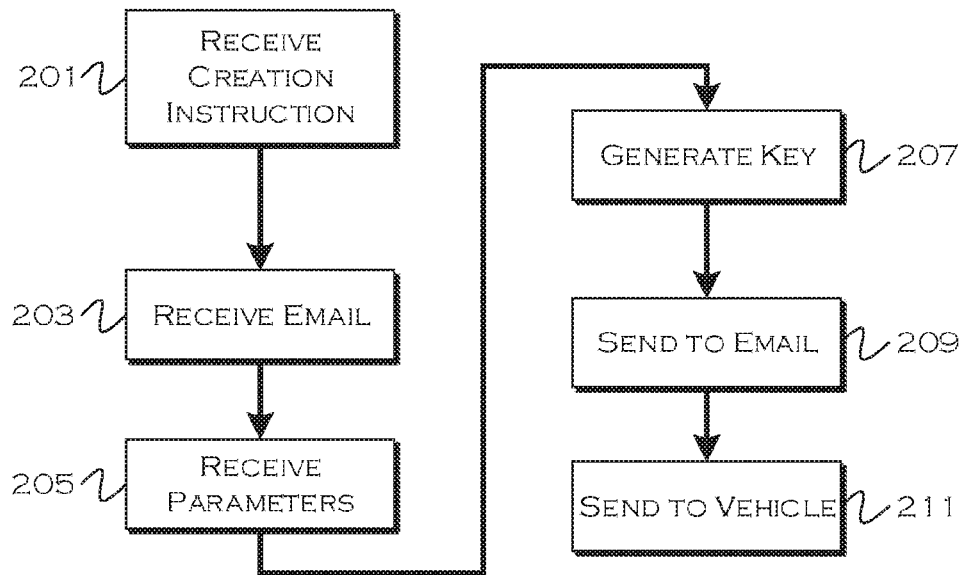 201
RECEIVE
CREATION
INSTRUCTION
203
RECEIVE EMAIL
205
RECEIVE
PARAMETERS
GENERATE KEY
207
SEND TO EMAIL
209
SEND TO VEHICLE
211